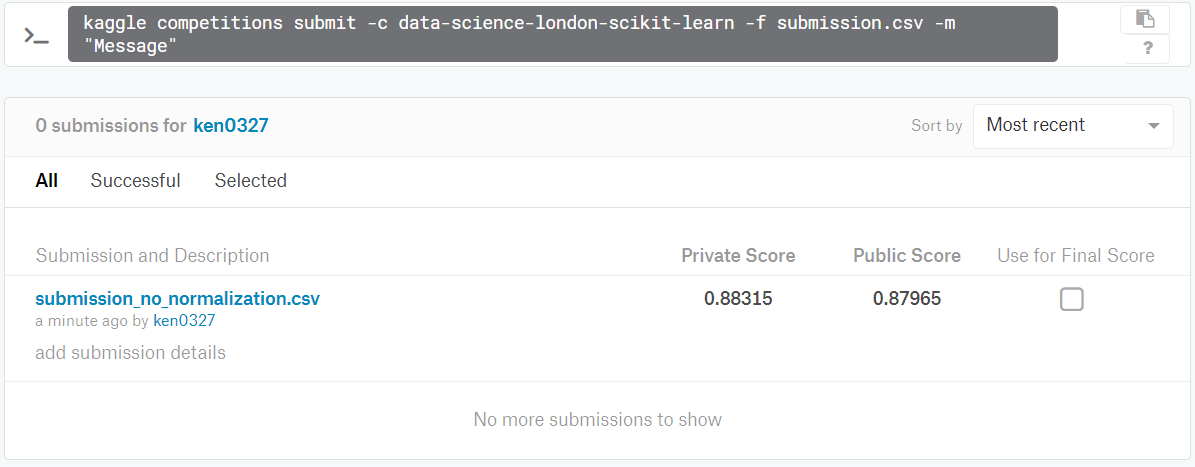 kaggle competitions submit -c data-science-london-scikit-learn -f submission.csv -m
"Message"
?
0 submissions for ken0327
Sort by Most recent
All Successful Selected
Submission and Description Private Score Public Score Use for Final Score
submission_no_normalization.csv 0.88315 0.87965
a minute ago by ken0327
add submission details
No more submissions to show